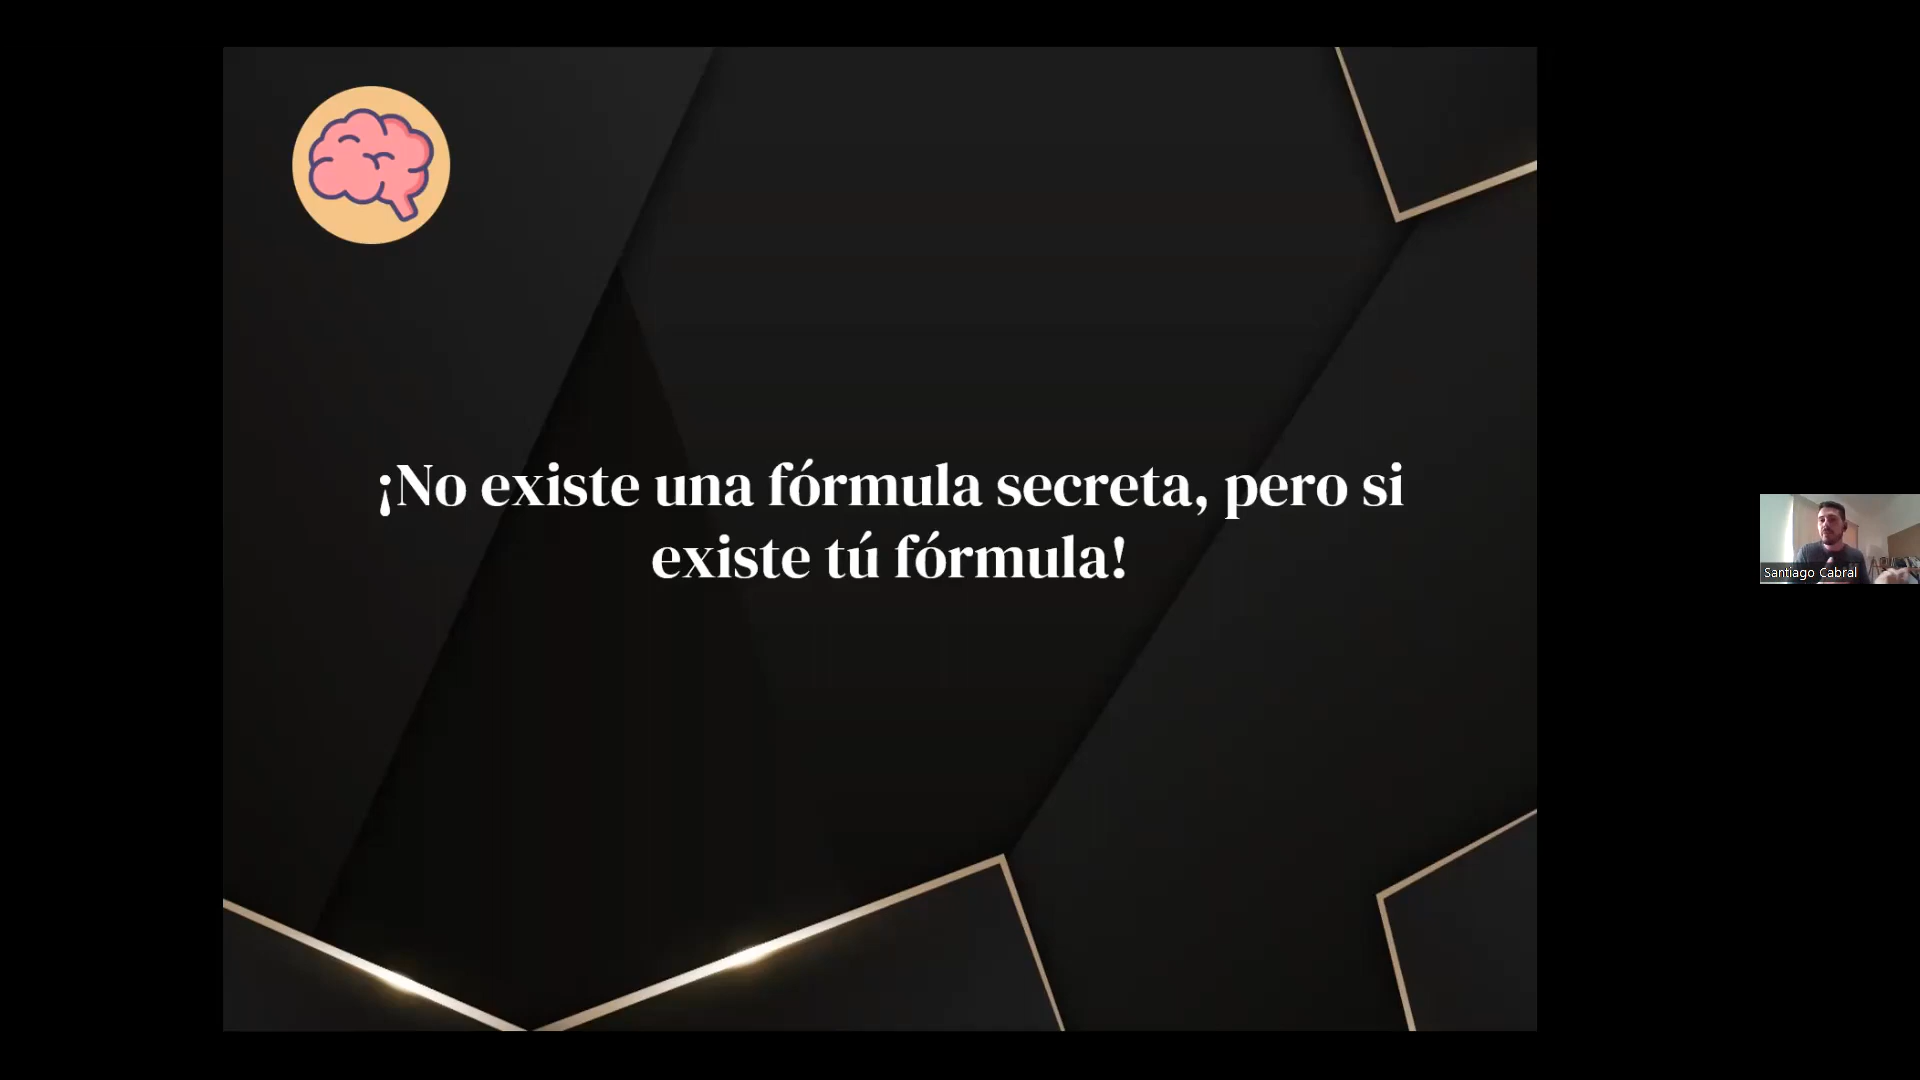 ¡No existe una fórmula secreta, pero si
existe tú fórmula!
Santiago Cabral